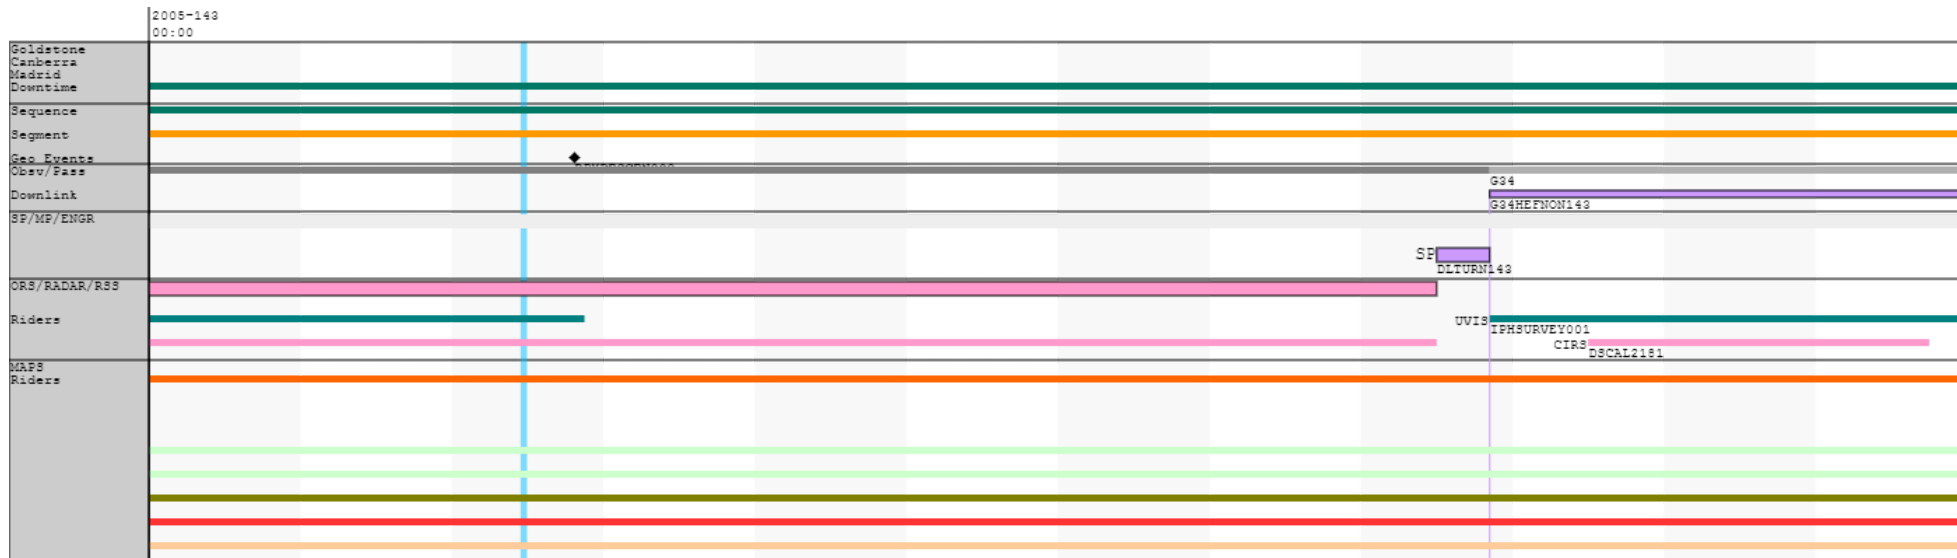 2005-143
00:00
Goldstone
Canberra
Madrid
Downtime
Sequence
Segment
Geo Events
Obsv/Pass
G34
Downlink
G34HEFNON143
SP/MP/ENGR
SP
DLTURN143
ORS/RADAR/RSS
Riders
UVIS
IPHSURVEY001
CIRS
DSCAL2181
MAPS
Riders